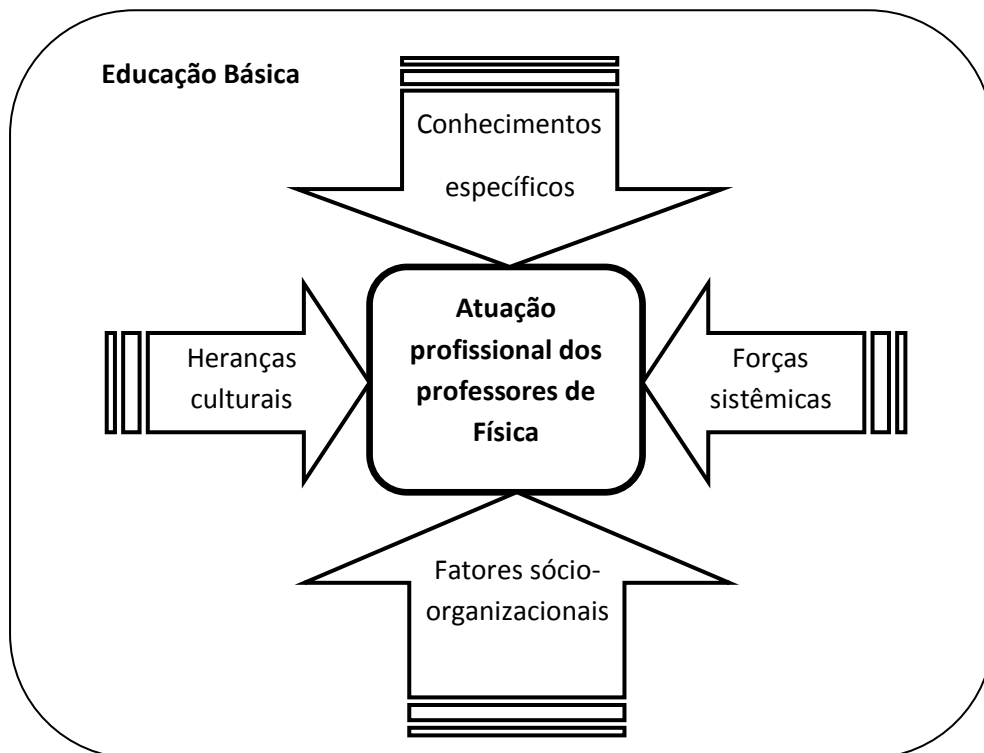 Educação Básica
Conhecimentos
específicos
Heranças
culturais
Atuação
profissional dos
professores de
Física
Forças
sistêmicas
Fatores sócio-
organizacionais